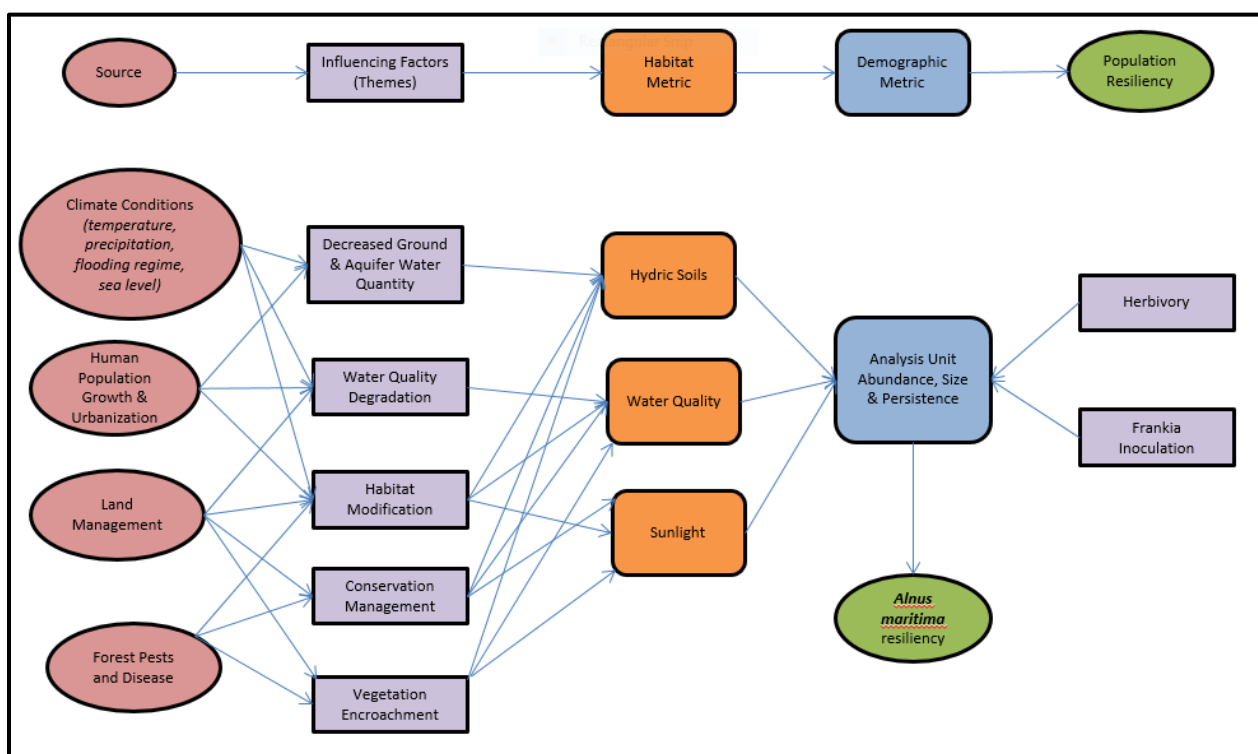 Rectangular Snip
Source
Influencing Factors
(Themes)
Habitat
Metric
Demographic
Metric
Population
Resiliency
Climate Conditions
(temperature,
precipitation,
flooding regime,
sea level)
Decreased Ground
& Aquifer Water
Quantity
Hydric Soils
Herbivory
Human
Population
Growth &
Urbanization
Water Quality
Degradation
Water Quality
Analysis Unit
Abundance, Size
& Persistence
Frankia
Inoculation
Land
Management
Habitat
Modification
Sunlight
Conservation
Management
Alnus
maritima
resiliency
Forest Pests
and Disease
Vegetation
Encroachment